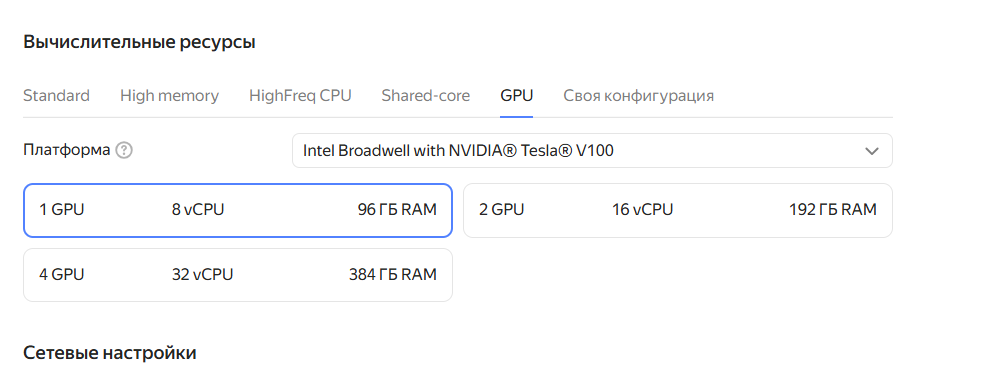 Вычислительные ресурсы
Standard High memory HighFreq CPU Shared-core GPU Своя конфигурация
Платформа ? Intel Broadwell with NVIDIA® Tesla® V100
1 GPU 8 vCPU 96 ГБ RAM 2 GPU 16 vCPU 192 ГБ RAM
4 GPU 32 vCPU 384 ГБ RAM
Сетевые настройки